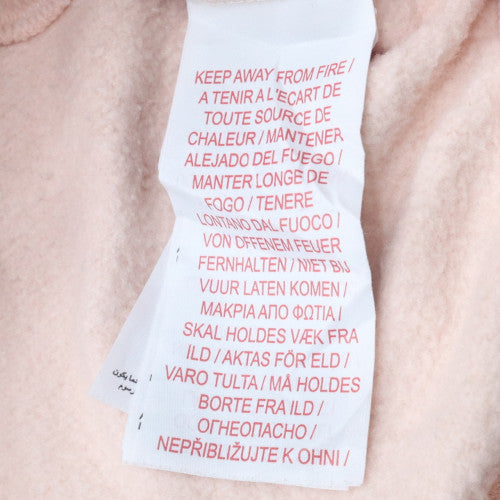 KEEP AWAY FROM FIRE /
A TENIR A L'ECART DE
TOUTE SOURCE DE
CHALEUR / MANTENER
ALEJADO DEL FUEGO /
MANTER LONGE DE
FOGO / TENERE
LONTANO DAL FUOCO /
VON OFFENEM FEUER
FERNHALTEN / NIET BIJ
VUUR LATEN KOMEN /
ΜΑΚΡΙΑ ΑΠΟ ΦΩΤΙΑ /
SKAL HOLDES VÆK FRA
ILD / AKTAS FÖR ELD /
VARO TULTA / MÅ HOLDES
BORTE FRA ILD /
ОГНЕОПАСНО /
NEPŘIBLIŽUJTE K OHNI /